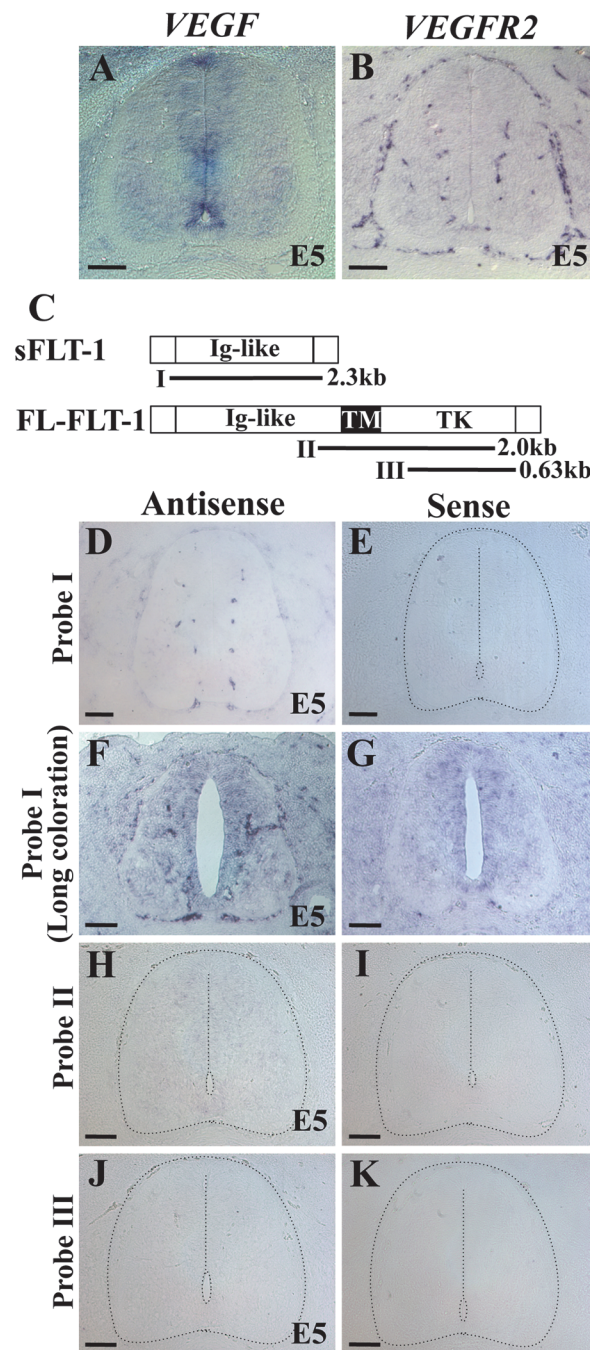 VEGF VEGFR2
A B
E5 E5
C
sFLT-1 Ig-like
I 2.3kb
FL-FLT-1 Ig-like TM TK
II 2.0kb
III 0.63kb
Antisense Sense
Probe I D E5 E
Probe I
(Long coloration) F E5 G
Probe II H E5 I
Probe III J E5 K